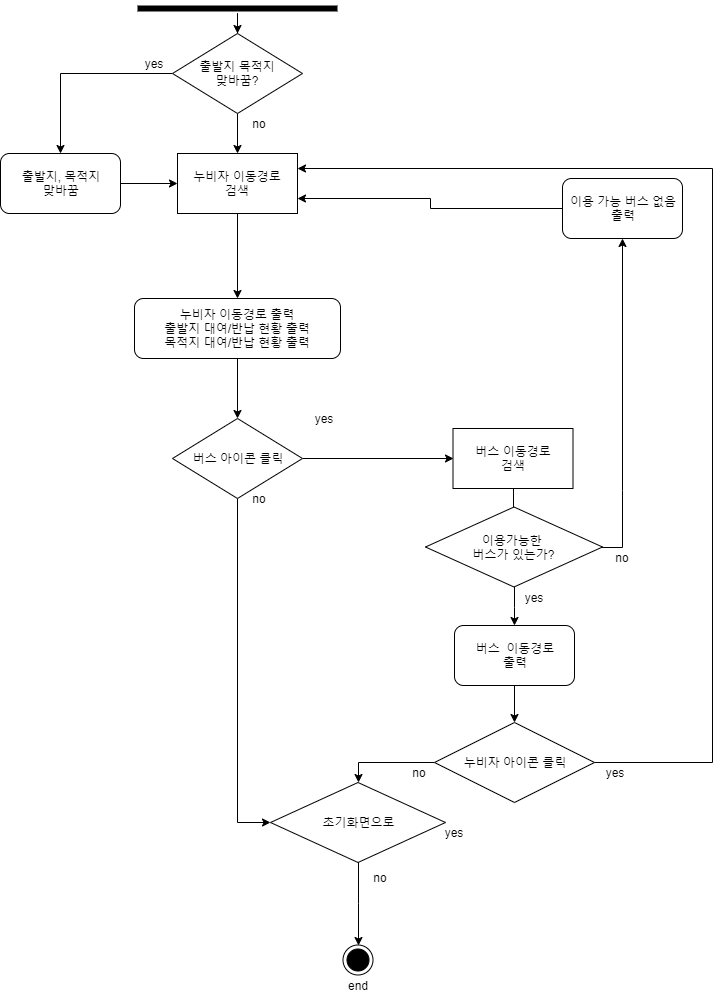 출발지 목적지
맞바꿈?
yes
no
출발지, 목적지
맞바꿈
누비자 이동경로
검색
이용 가능 버스 없음
출력
누비자 이동경로 출력
출발지 대여/반납 현황 출력
목적지 대여/반납 현황 출력
yes
버스 아이콘 클릭
no
버스 이동경로
검색
이용가능한
버스가 있는가?
no
yes
버스 이동경로
출력
누비자 아이콘 클릭
no
yes
초기화면으로
yes
no
end